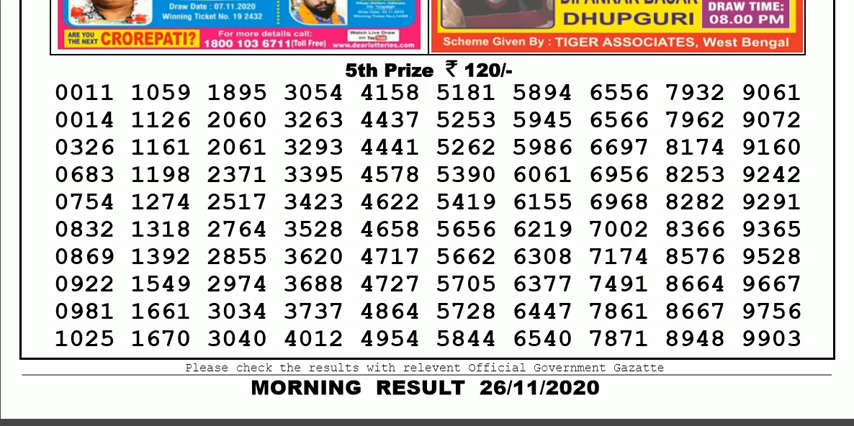 Draw Date : 07.11.2020
Winning Ticket No. 19 2432
DHUPGURI
DRAW TIME:
08.00 PM
ARE YOU
THE NEXT CROREPATI?
For more details call:
1800 103 6711(Toll Free)
Watch Live Draw
www.dearlotteries.com
Scheme Given By : TIGER ASSOCIATES, West Bengal
5th Prize ₹ 120/-
0011 1059 1895 3054 4158 5181 5894 6556 7932 9061
0014 1126 2060 3263 4437 5253 5945 6566 7962 9072
0326 1161 2061 3293 4441 5262 5986 6697 8174 9160
0683 1198 2371 3395 4578 5390 6061 6956 8253 9242
0754 1274 2517 3423 4622 5419 6155 6968 8282 9291
0832 1318 2764 3528 4658 5656 6219 7002 8366 9365
0869 1392 2855 3620 4717 5662 6308 7174 8576 9528
0922 1549 2974 3688 4727 5705 6377 7491 8664 9667
0981 1661 3034 3737 4864 5728 6447 7861 8667 9756
1025 1670 3040 4012 4954 5844 6540 7871 8948 9903
Please check the results with relevent Official Government Gazatte
MORNING RESULT 26/11/2020